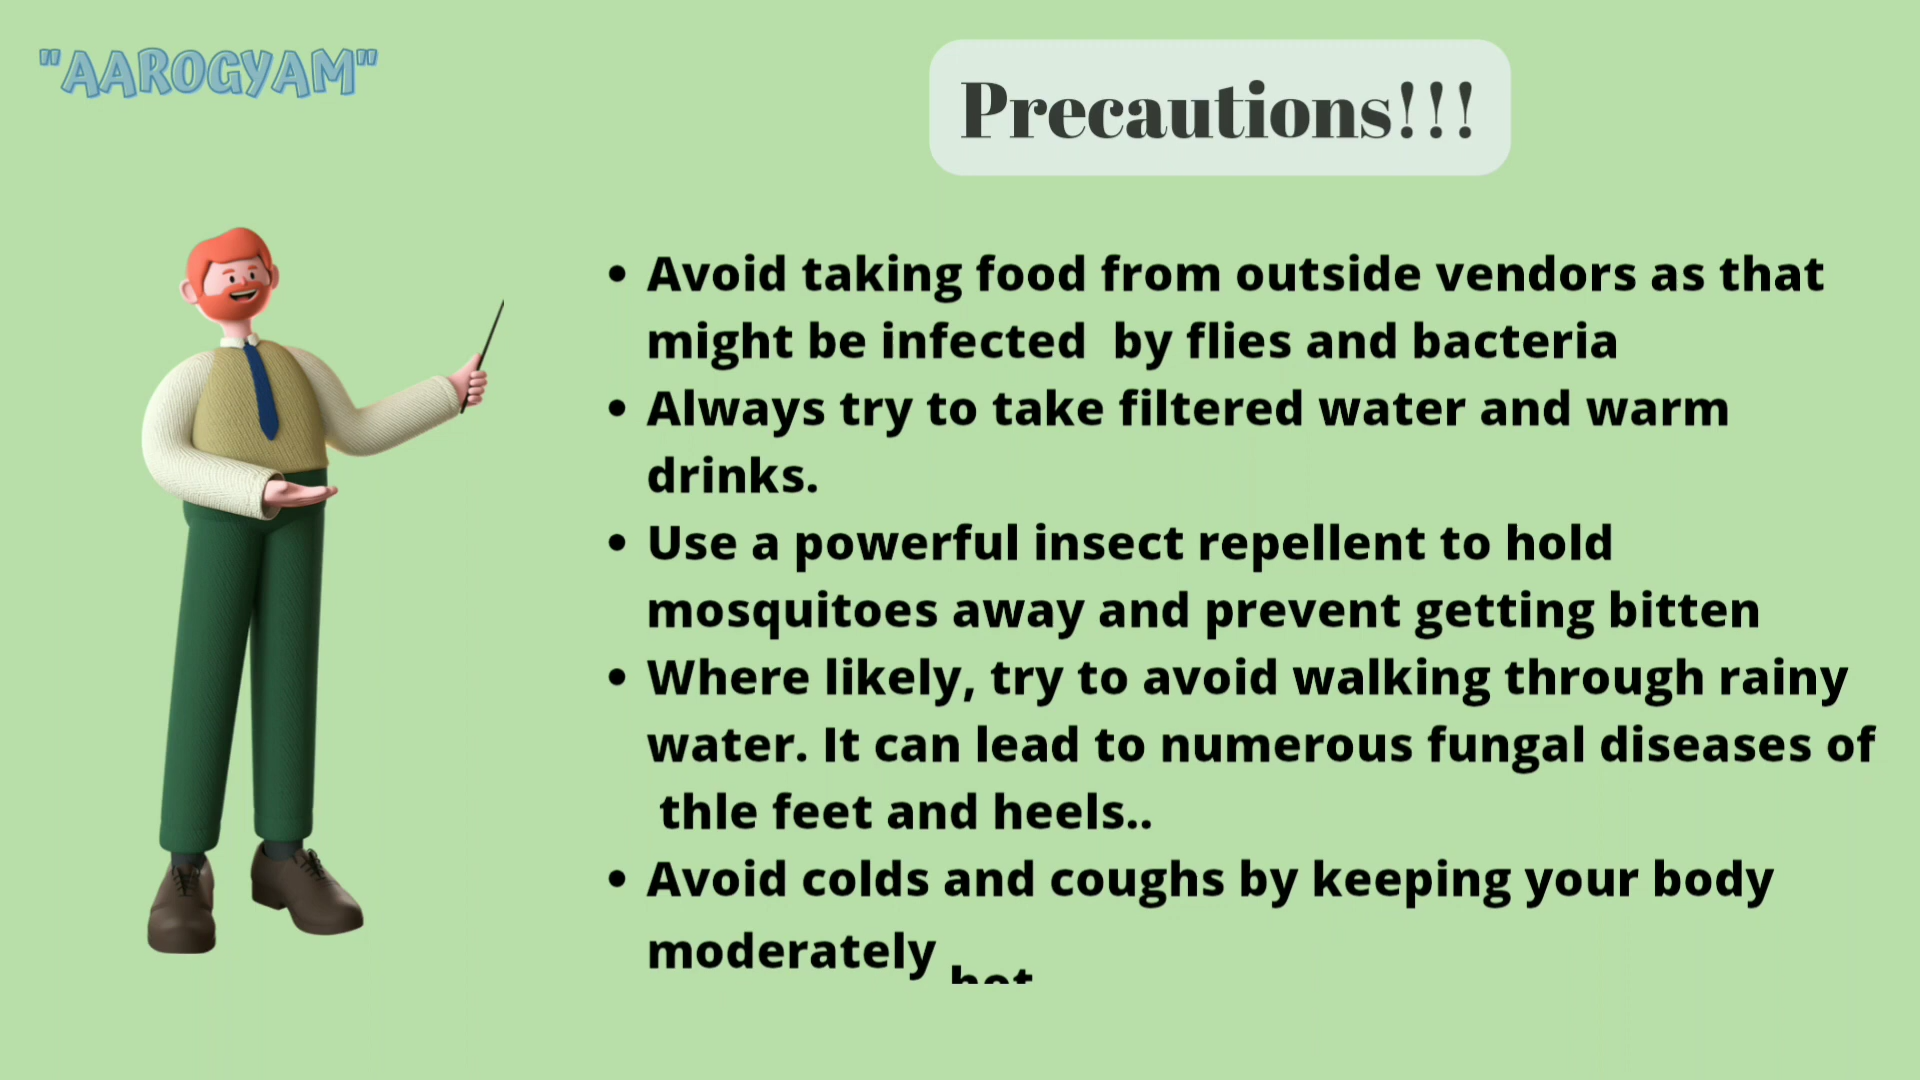 "AAROGYAM"
Precautions!!!
• Avoid taking food from outside vendors as that
might be infected  by flies and bacteria
• Always try to take filtered water and warm
drinks.
• Use a powerful insect repellent to hold
mosquitoes away and prevent getting bitten
• Where likely, try to avoid walking through rainy
water. It can lead to numerous fungal diseases of
thle feet and heels..
• Avoid colds and coughs by keeping your body
moderately hot